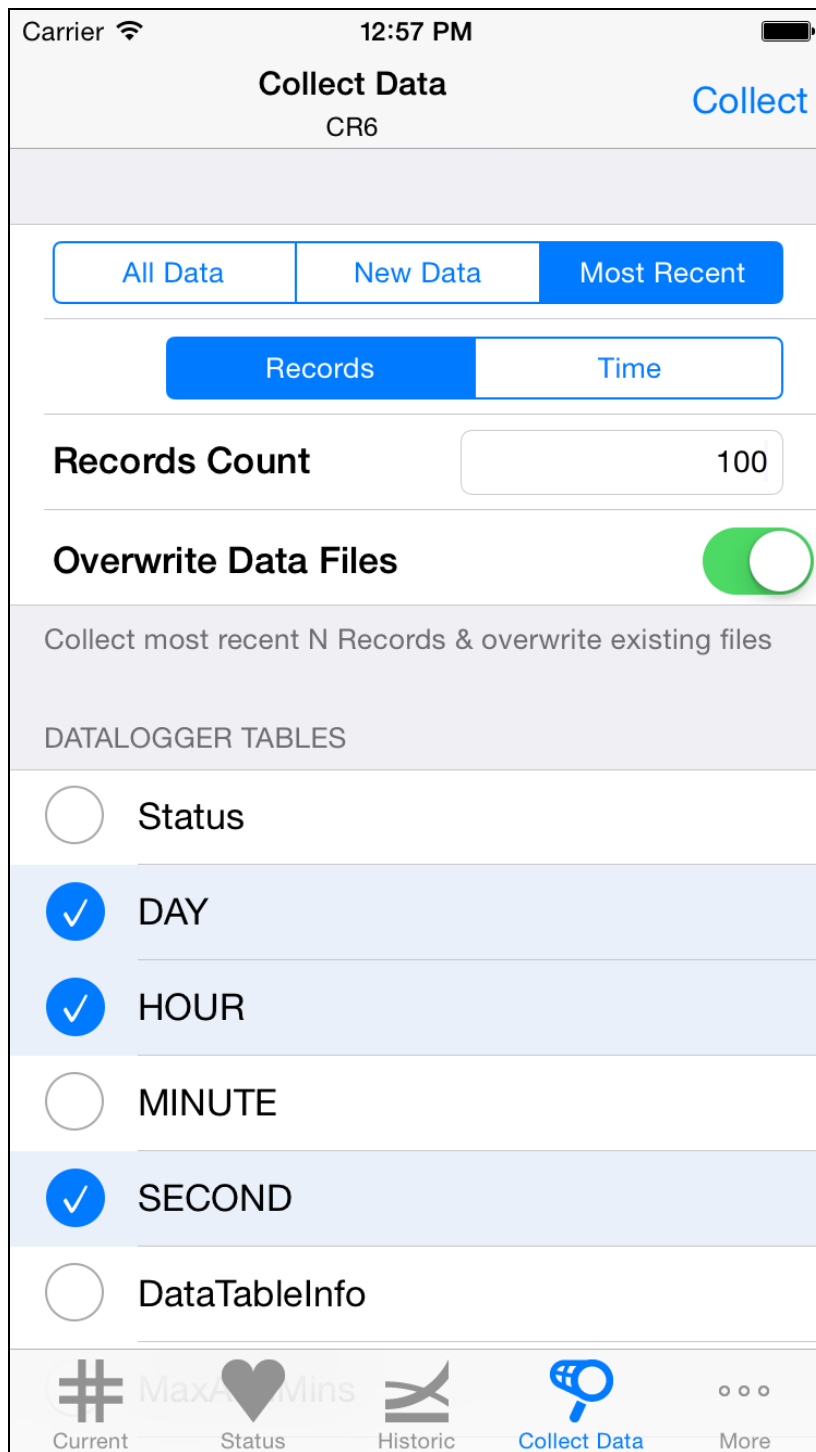 Carrier 12:57 PM
Collect Data
Collect
CR6
All Data New Data Most Recent
Records Time
Records Count 100
Overwrite Data Files
Collect most recent N Records & overwrite existing files
DATALOGGER TABLES
Status
DAY
HOUR
MINUTE
SECOND
DataTableInfo
Current Status Historic Collect Data More